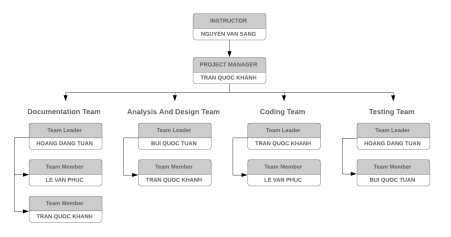 INSTRUCTOR
NGUYEN VAN SANG
PROJECT MANAGER
TRAN QUOC KHANH
Documentation Team
Team Leader
HOANG DANG TUAN
Team Member
LE VAN PHUC
Team Member
TRAN QUOC KHANH
Analysis And Design Team
Team Leader
BUI QUOC TUAN
Team Member
TRAN QUOC KHANH
Coding Team
Team Leader
TRAN QUOC KHANH
Team Member
LE VAN PHUC
Testing Team
Team Leader
HOANG DANG TUAN
Team Member
BUI QUOC TUAN